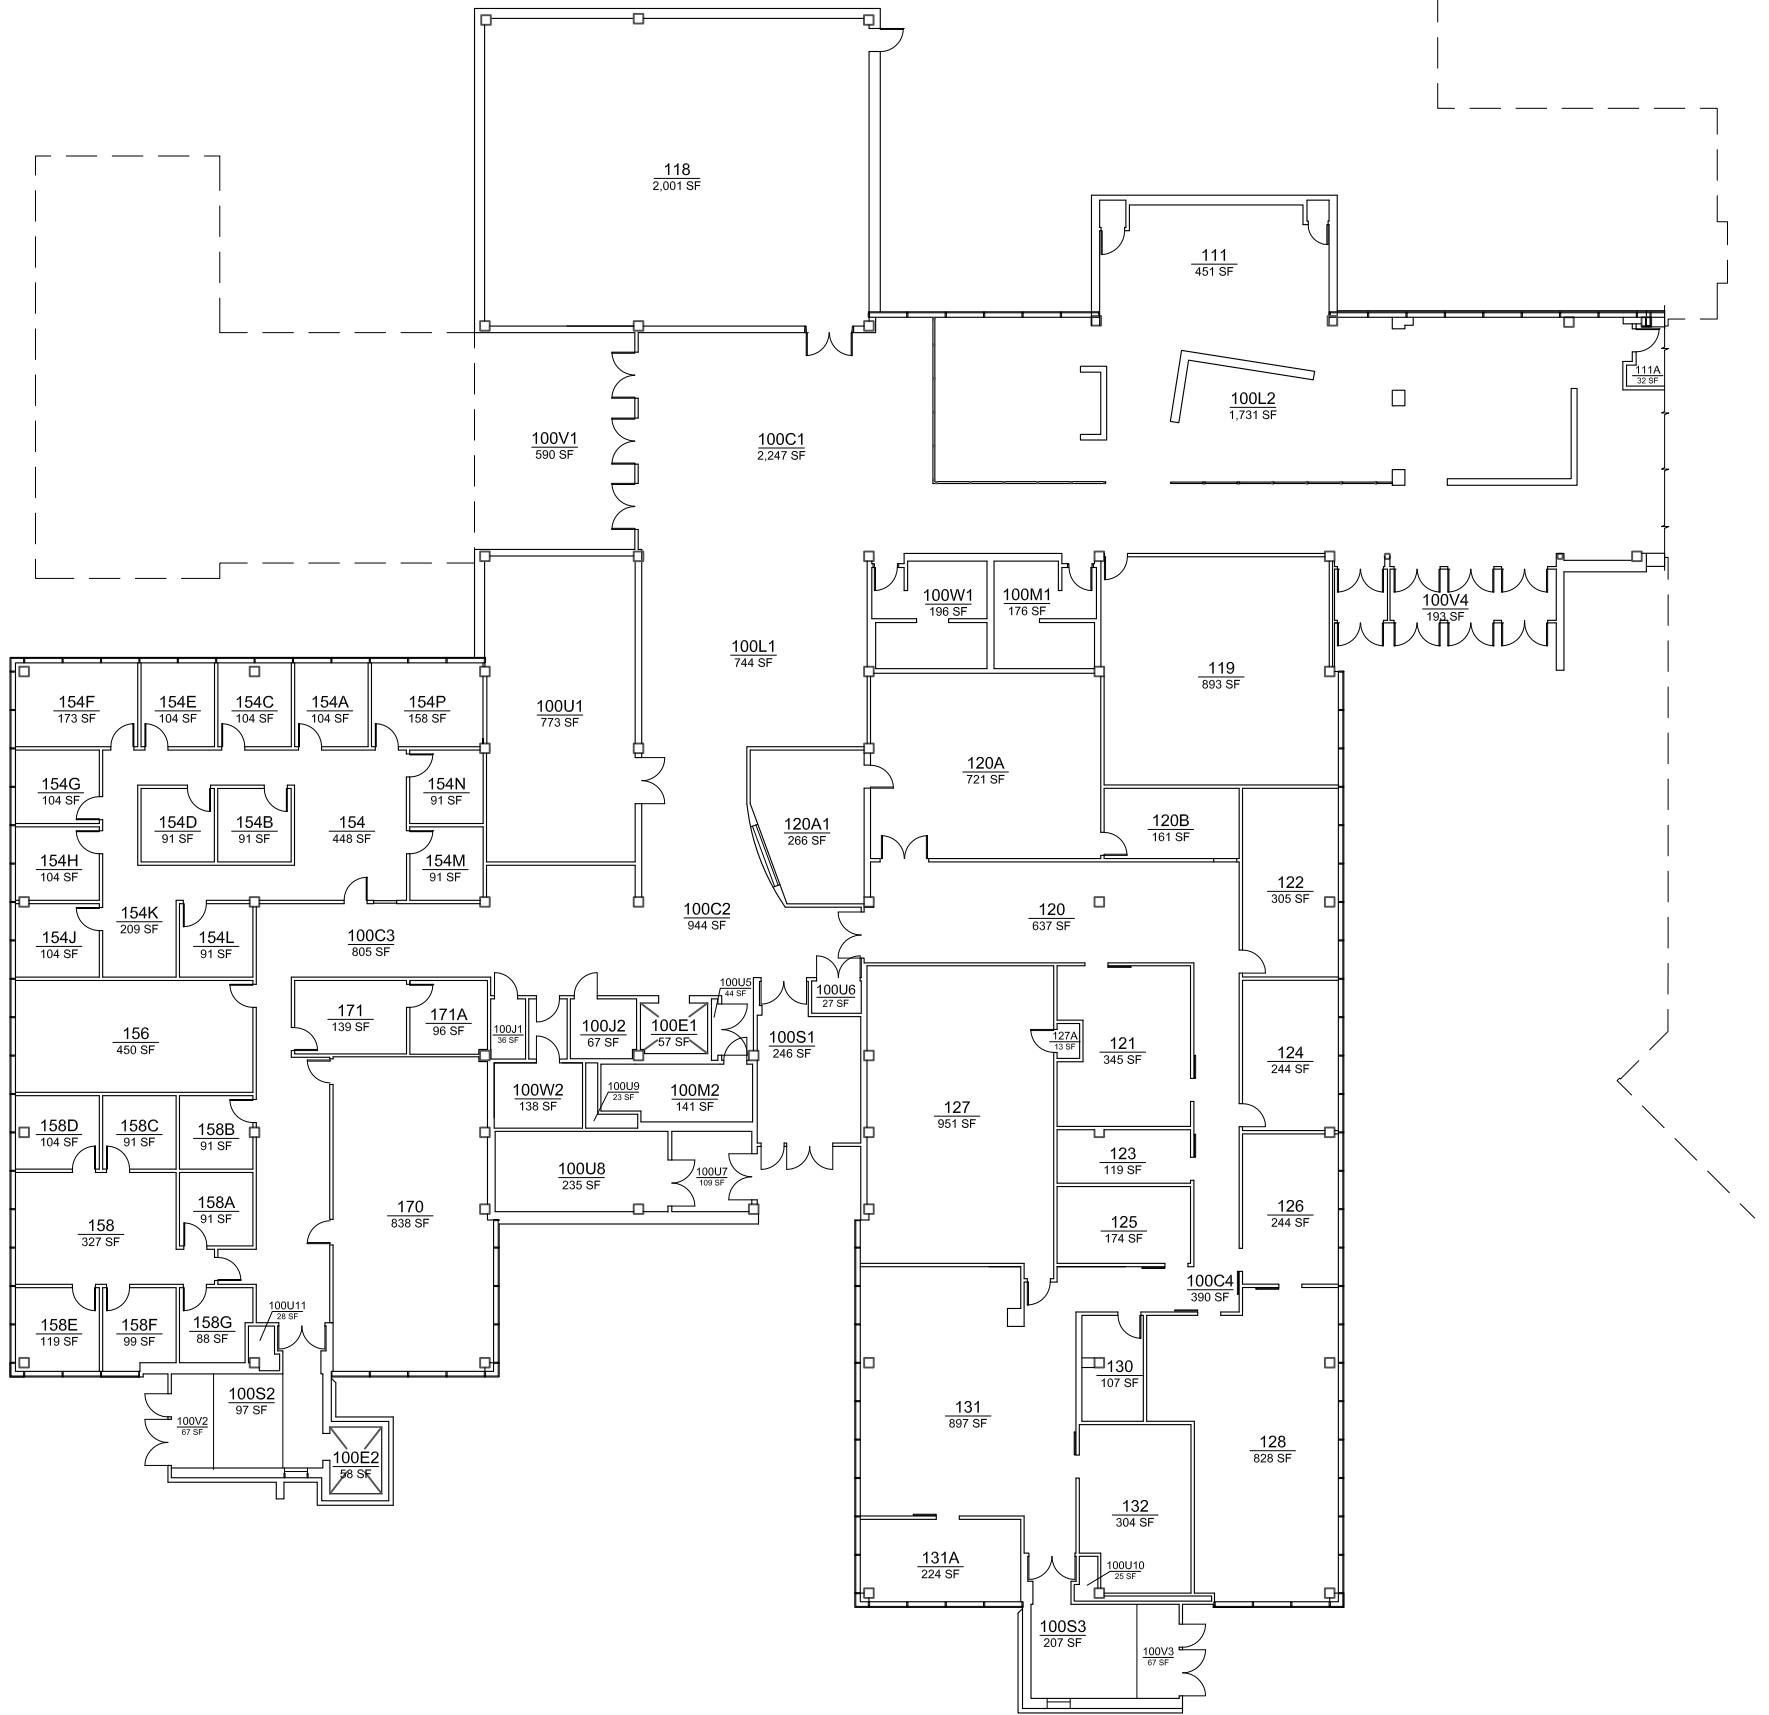 118
2,001 SF
111
451 SF
111A
32 SF
100L2
1,731 SF
100V1
590 SF
100C1
2,247 SF
100W1
196 SF
100M1
176 SF
100V4
193 SF
100L1
744 SF
119
893 SF
154F
173 SF
154E
104 SF
154C
104 SF
154A
104 SF
154P
158 SF
100U1
773 SF
120A
721 SF
154G
104 SF
154N
91 SF
154D
91 SF
154B
91 SF
154
448 SF
120A1
266 SF
120B
161 SF
154H
104 SF
154M
91 SF
122
305 SF
154K
209 SF
100C2
944 SF
120
637 SF
154J
104 SF
154L
91 SF
100C3
805 SF
100U5
44 SF
100U6
27 SF
171
139 SF
171A
96 SF
100J1
36 SF
100J2
67 SF
100E1
57 SF
100S1
246 SF
156
450 SF
127A
13 SF
121
345 SF
124
244 SF
100W2
138 SF
100U9
23 SF
100M2
141 SF
127
951 SF
158D
104 SF
158C
91 SF
158B
91 SF
123
119 SF
100U8
235 SF
100U7
109 SF
158A
91 SF
170
838 SF
126
244 SF
158
327 SF
125
174 SF
100C4
390 SF
100U11
28 SF
158E
119 SF
158F
99 SF
158G
88 SF
130
107 SF
100S2
97 SF
100V2
67 SF
131
897 SF
128
828 SF
100E2
58 SF
132
304 SF
131A
224 SF
100U10
25 SF
100S3
207 SF
100V3
67 SF